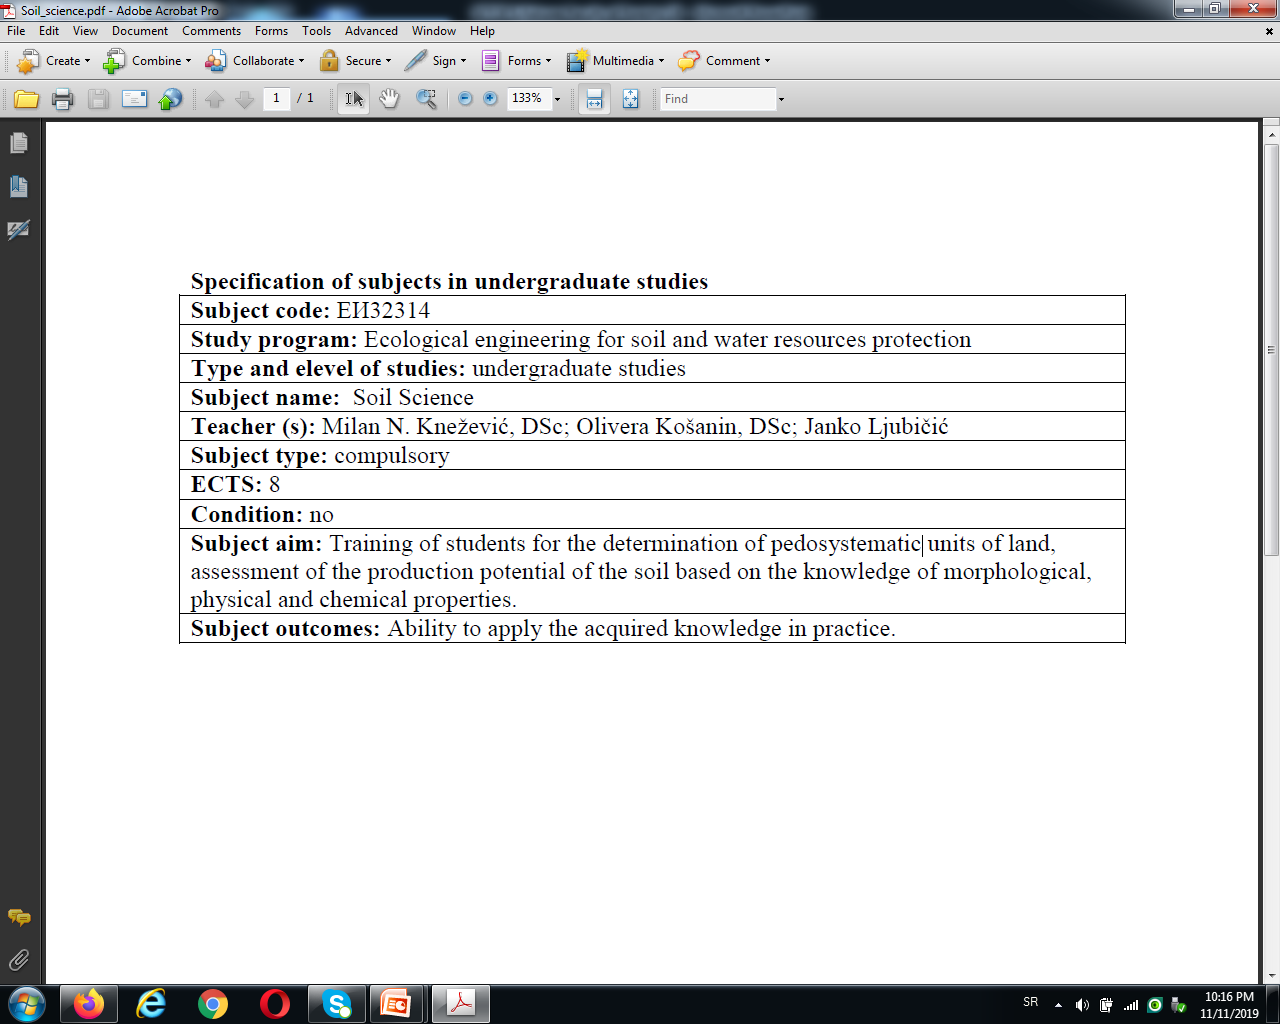 Soil_science.pdf - Adobe Acrobat Pro
File Edit View Document Comments Forms Tools Advanced Window Help
Create Combine Collaborate Secure Sign Forms Multimedia Comment
1 / 1 133% Find
Specification of subjects in undergraduate studies
Subject code: ЕИ32314
Study program: Ecological engineering for soil and water resources protection
Type and elevel of studies: undergraduate studies
Subject name: Soil Science
Teacher (s): Milan N. Knežević, DSc; Olivera Košanin, DSc; Janko Ljubičić
Subject type: compulsory
ECTS: 8
Condition: no
Subject aim: Training of students for the determination of pedosystematic units of land,
assessment of the production potential of the soil based on the knowledge of morphological,
physical and chemical properties.
Subject outcomes: Ability to apply the acquired knowledge in practice.
SR
10:16 PM
11/11/2019